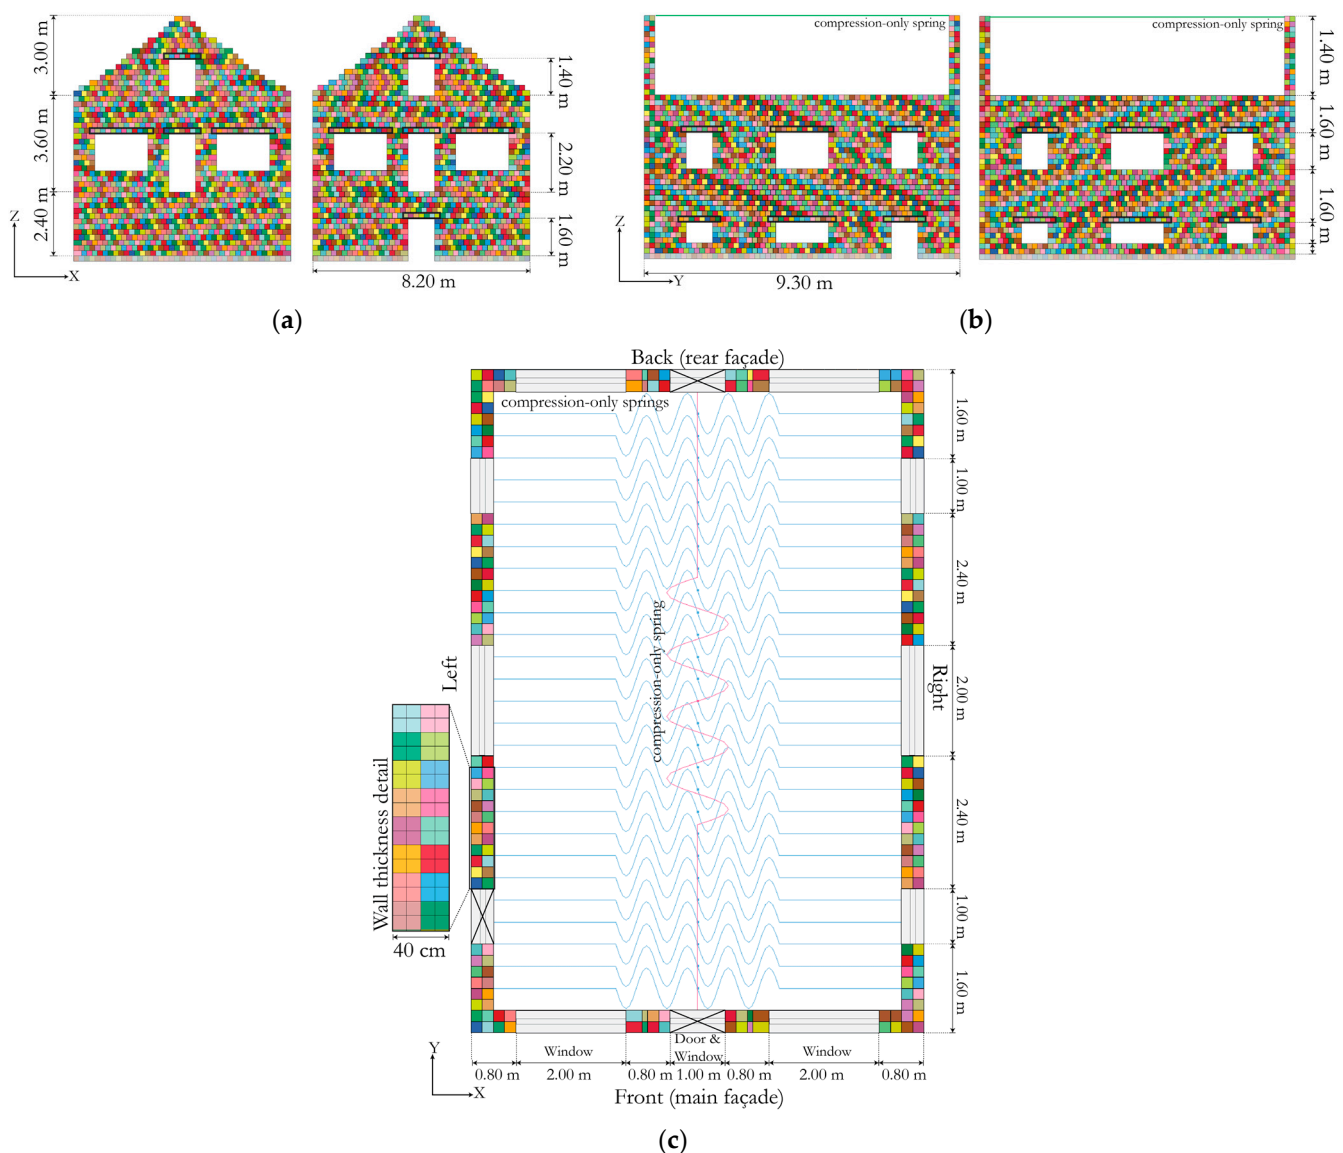 3.00 m
3.60 m
2.40 m
Z
X
1.40 m
2.20 m
1.60 m
8.20 m
(a)
compression-only spring
compression-only spring
Z
Y
9.30 m
1.40 m
1.60 m
1.60 m
1.60 m
(b)
Back (rear façade)
compression-only springs
compression-only spring
Left
Right
Wall thickness detail
40 cm
1.60 m
1.00 m
2.40 m
2.00 m
2.40 m
1.00 m
1.60 m
Window
Door &
Window
Window
0.80 m
2.00 m
0.80 m
1.00 m
0.80 m
2.00 m
0.80 m
Y
X
Front (main façade)
(c)